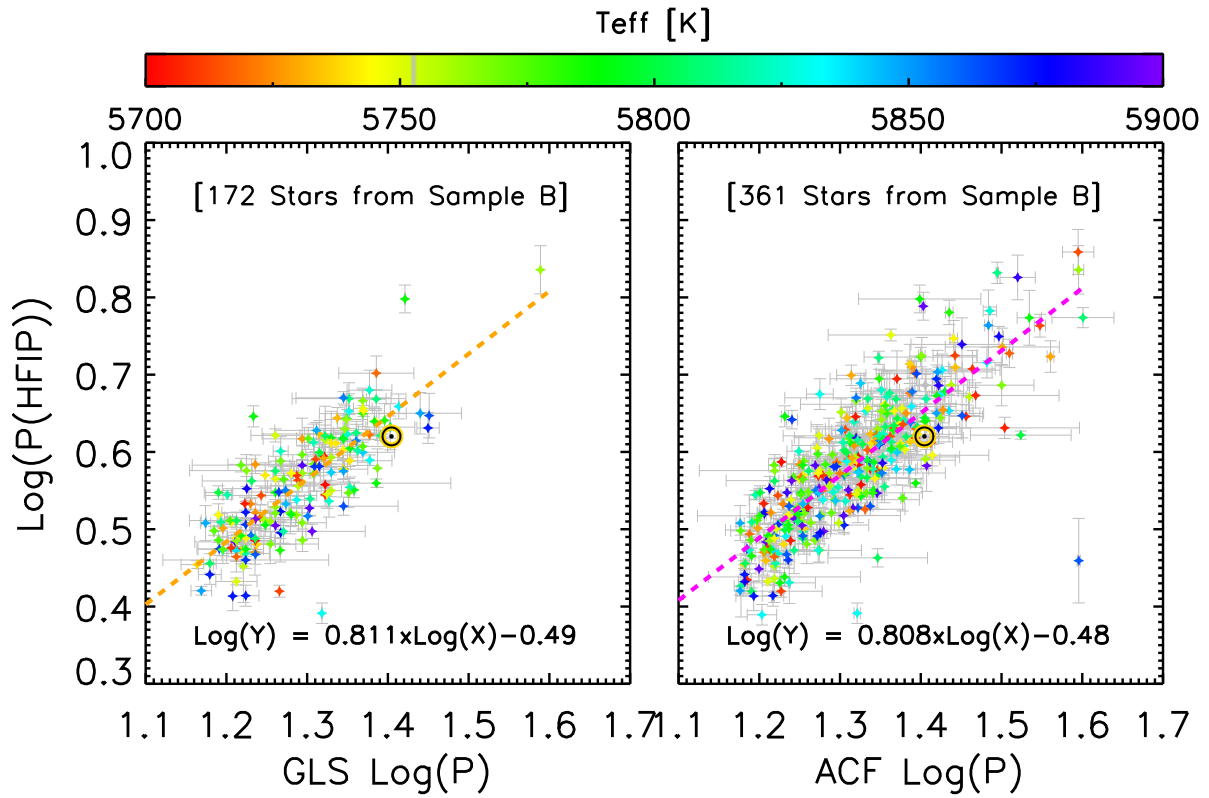 Teff [K]
5700 5750 5800 5850 5900
[172 Stars from Sample B]
[361 Stars from Sample B]
Log(P(HFIP))
1.0
0.9
0.8
0.7
0.6
0.5
0.4
0.3
Log(Y) = 0.811xLog(X)-0.49
Log(Y) = 0.808xLog(X)-0.48
1.1 1.2 1.3 1.4 1.5 1.6 1.7
1.1 1.2 1.3 1.4 1.5 1.6 1.7
GLS Log(P)
ACF Log(P)